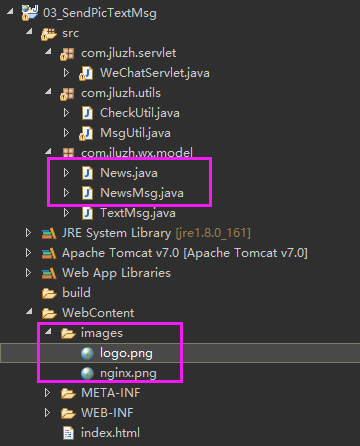 03_SendPicTextMsg
src
com.jluzh.servlet
WeChatServlet.java
com.jluzh.utils
CheckUtil.java
MsgUtil.java
com.jluzh.wx.model
News.java
NewsMsg.java
TextMsg.java
JRE System Library [jre1.8.0_161]
Apache Tomcat v7.0 [Apache Tomcat v7.0]
Web App Libraries
build
WebContent
images
logo.png
nginx.png
META-INF
WEB-INF
index.html